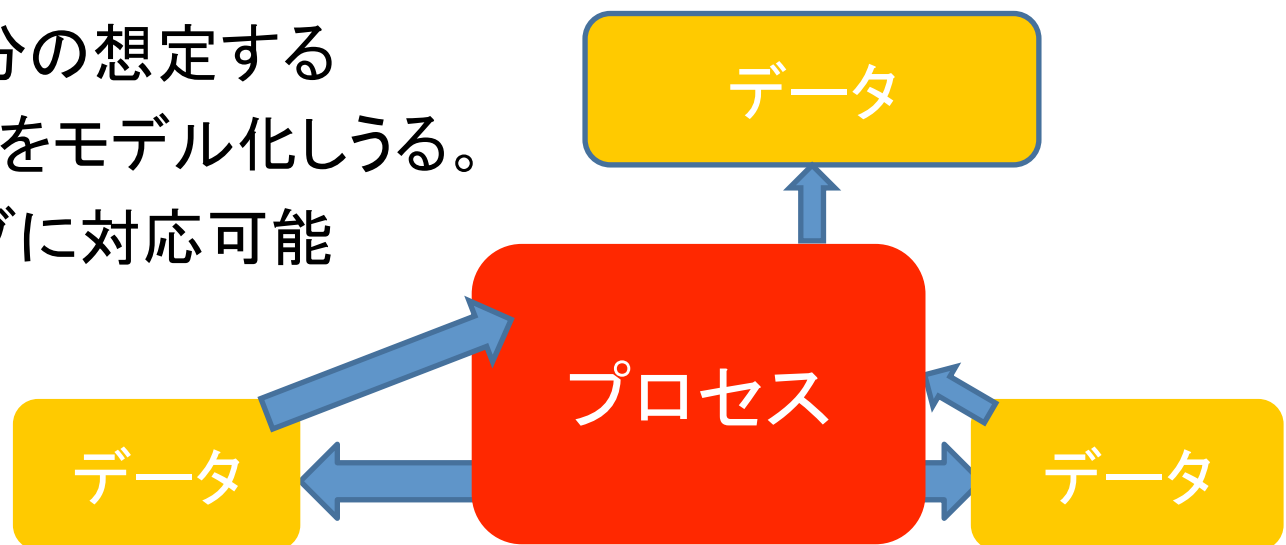 分の想定する
をモデル化しうる。
ブに対応可能
データ
プロセス
データ
データ